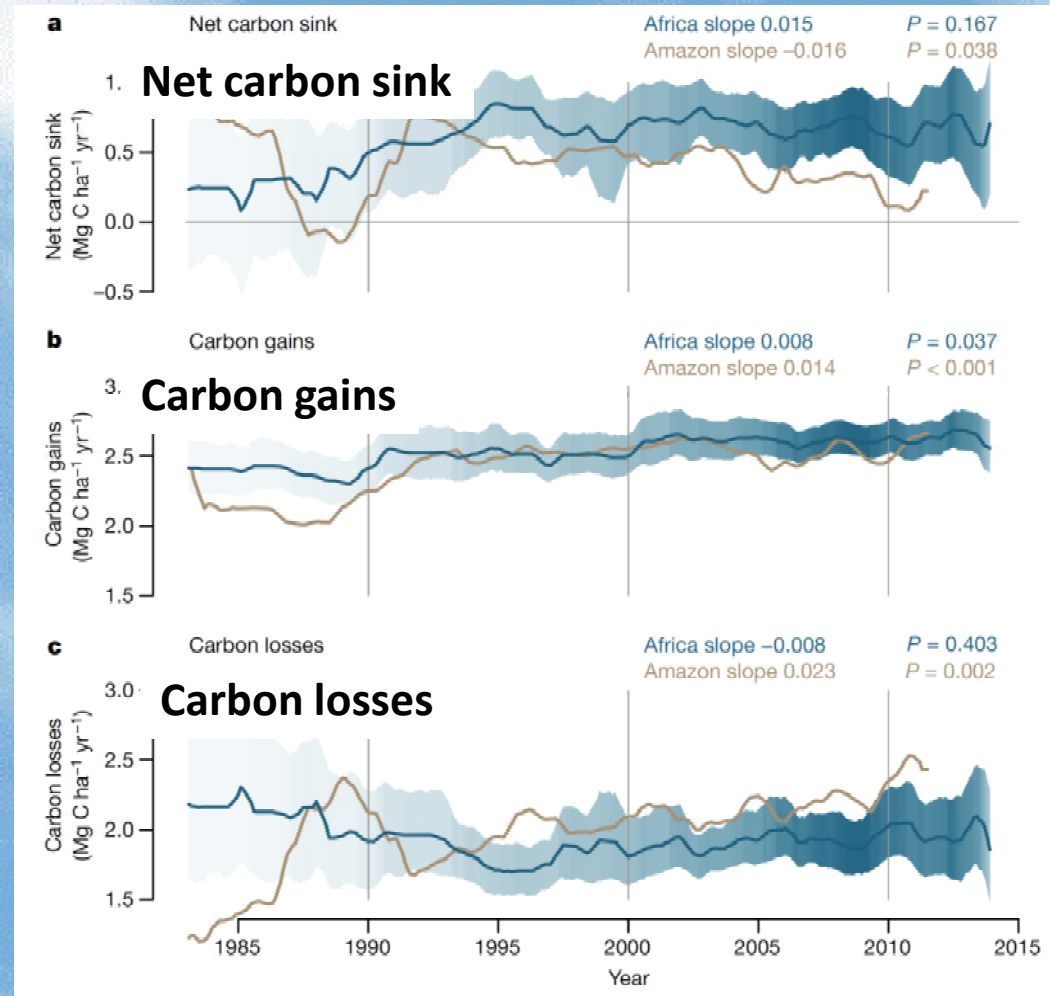 a Net carbon sink Africa slope 0.015 P = 0.167
Amazon slope –0.016 P = 0.038
Net carbon sink
1.
0.5
0.0
–0.5
Net carbon sink
(Mg C ha⁻¹ yr⁻¹)
b Carbon gains Africa slope 0.008 P = 0.037
Amazon slope 0.014 P < 0.001
Carbon gains
3.
2.5
2.0
1.5
Carbon gains
(Mg C ha⁻¹ yr⁻¹)
c Carbon losses Africa slope –0.008 P = 0.403
Amazon slope 0.023 P = 0.002
Carbon losses
3.0
2.5
2.0
1.5
Carbon losses
(Mg C ha⁻¹ yr⁻¹)
1985 1990 1995 2000 2005 2010 2015
Year